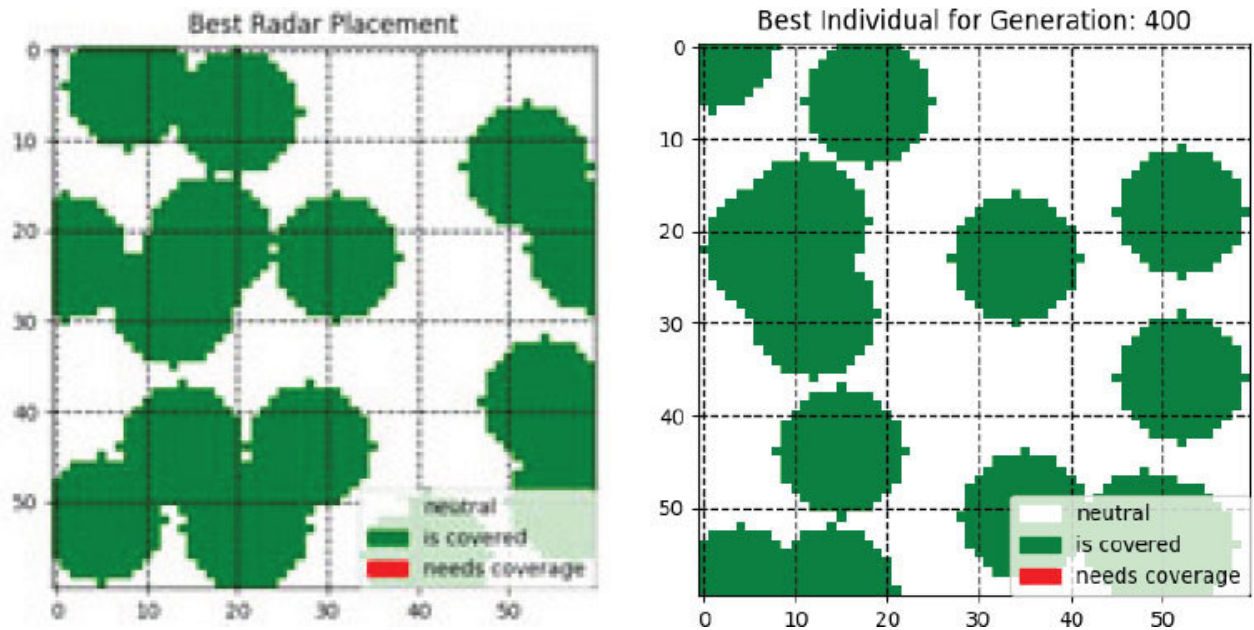 Best Radar Placement
0
10
20
30
40
50
0 10 20 30 40 50
neutral
is covered
needs coverage
Best Individual for Generation: 400
0
10
20
30
40
50
0 10 20 30 40 50
neutral
is covered
needs coverage